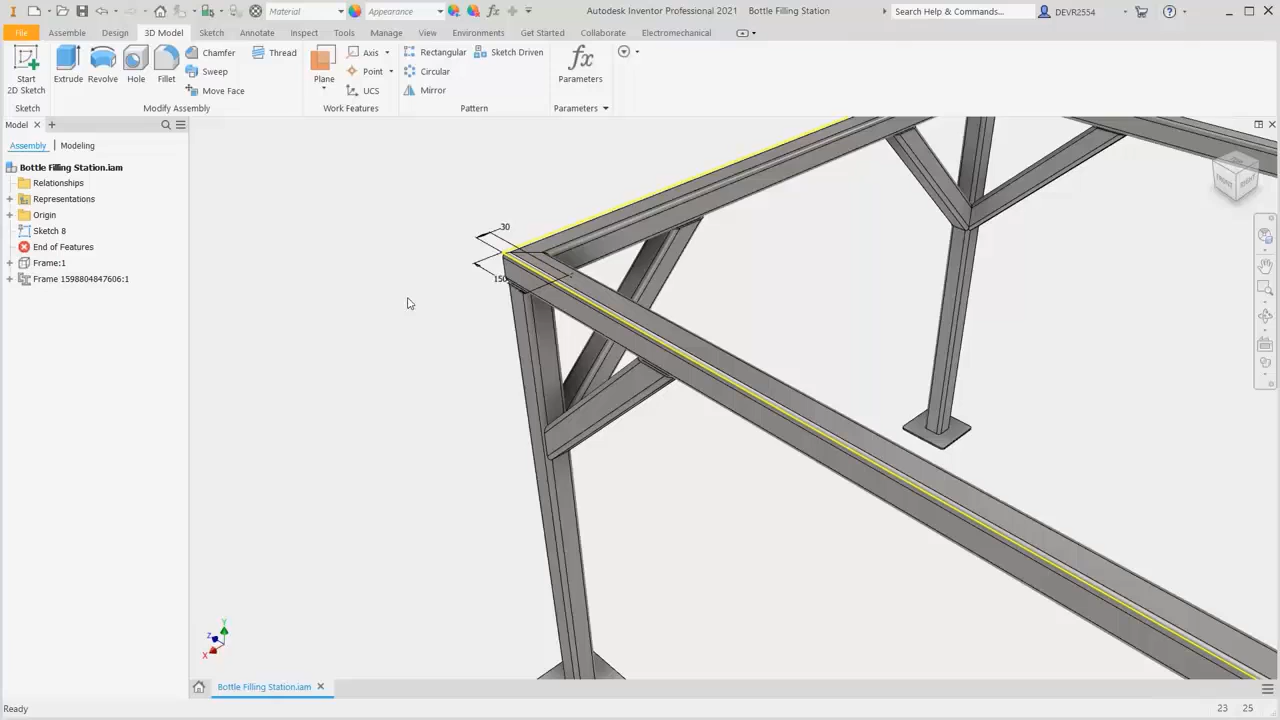 Material
Appearance
Autodesk Inventor Professional 2021 Bottle Filling Station
Search Help & Commands...
DEVR2554
File Assemble Design 3D Model Sketch Annotate Inspect Tools Manage View Environments Get Started Collaborate Electromechanical
Start
2D Sketch
Extrude
Revolve
Hole
Fillet
Chamfer
Thread
Sweep
Move Face
Plane
Axis
Point
UCS
Rectangular
Sketch Driven
Circular
Mirror
fx
Parameters
Sketch
Modify Assembly
Work Features
Pattern
Parameters
Model
Assembly Modeling
Bottle Filling Station.iam
Relationships
Representations
Origin
Sketch 8
End of Features
Frame:1
Frame 1598804847606:1
30
150
FRONT
RIGHT
Y
Z
X
Bottle Filling Station.iam
Ready
23 25